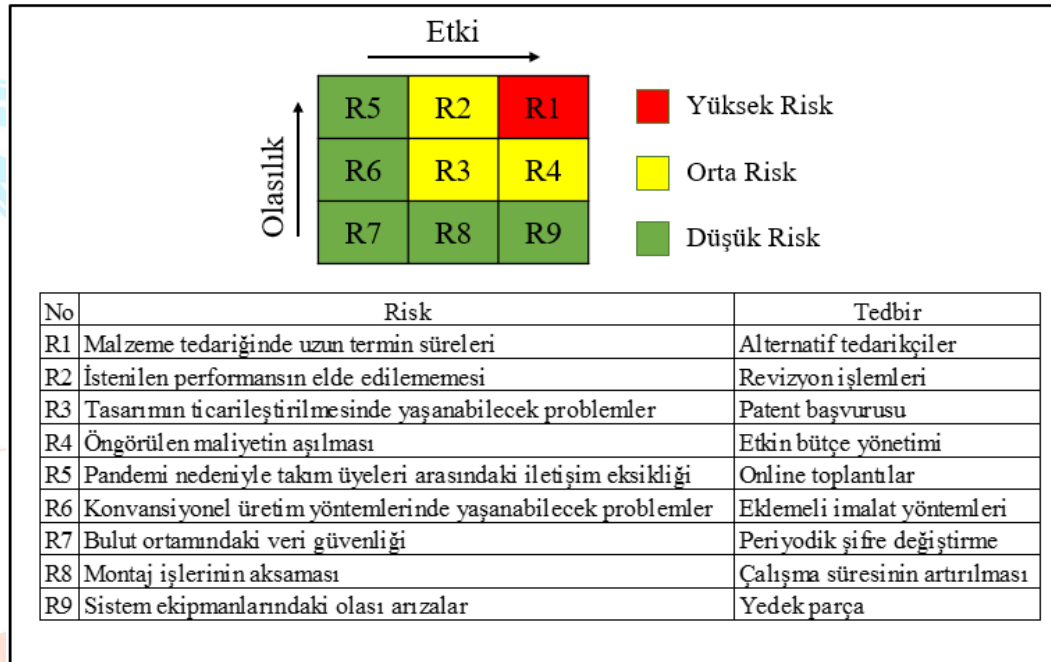 Etki
Olasılık
R5 R2 R1
R6 R3 R4
R7 R8 R9
Yüksek Risk
Orta Risk
Düşük Risk
No Risk Tedbir
R1 Malzeme tedariğinde uzun termin süreleri Alternatif tedarikçiler
R2 İstenilen performansın elde edilememesi Revizyon işlemleri
R3 Tasarımın ticarileştirilmesinde yaşanabilecek problemler Patent başvurusu
R4 Öngörülen maliyetin aşılması Etkin bütçe yönetimi
R5 Pandemi nedeniyle takım üyeleri arasındaki iletişim eksikliği Online toplantılar
R6 Konvansiyonel üretim yöntemlerinde yaşanabilecek problemler Eklemeli imalat yöntemleri
R7 Bulut ortamındaki veri güvenliği Periyodik şifre değiştirme
R8 Montaj işlerinin aksaması Çalışma süresinin artırılması
R9 Sistem ekipmanlarındaki olası arızalar Yedek parça